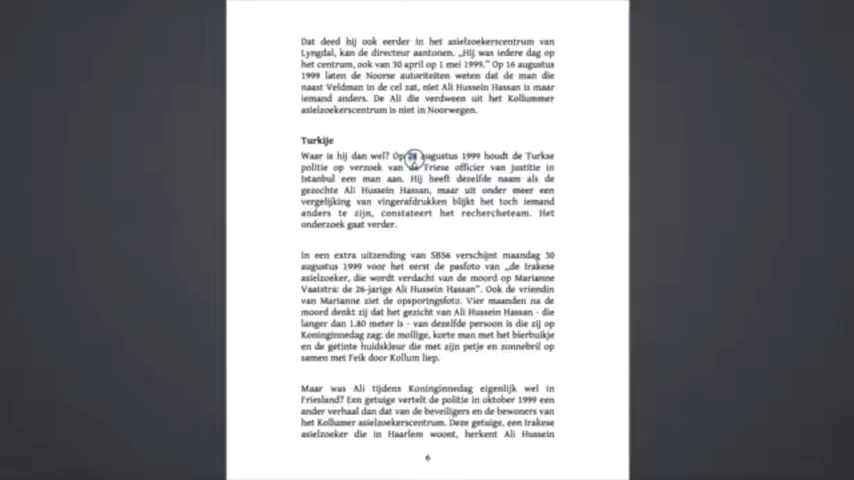 Dat deed hij ook eerder in het asielzoekerscentrum van
Lyngdal, kan de directeur aantonen. „Hij was iedere dag op
het centrum, ook van 30 april op 1 mei 1999.” Op 16 augustus
1999 laten de Noorse autoriteiten weten dat de man die
naast Veldman in de cel zat, niet Ali Hussein Hassan is maar
iemand anders. De Ali die verdween uit het Kollummer
asielzoekerscentrum is niet in Noorwegen.
Turkije
Waar is hij dan wel? Op augustus 1999 houdt de Turkse
politie op verzoek van de Friese officier van justitie in
Istanbul een man aan. Hij heeft dezelfde naam als de
gezochte Ali Hussein Hassan, maar uit onder meer een
vergelijking van vingerafdrukken blijkt het toch iemand
anders te zijn, constateert het rechercheteam. Het
onderzoek gaat verder.
In een extra uitzending van SBS6 verschijnt maandag 30
augustus 1999 voor het eerst de pasfoto van „de Irakese
asielzoeker, die wordt verdacht van de moord op Marianne
Vaatstra: de 26-jarige Ali Hussein Hassan”. Ook de vriendin
van Marianne ziet de opsporingsfoto. Vier maanden na de
moord denkt zij dat het gezicht van Ali Hussein Hassan - die
langer dan 1.80 meter is - van dezelfde persoon is die zij op
Koninginnedag zag: de mollige, korte man met het bierbuikje
en de getinte huidskleur die met zijn petje en zonnebril op
samen met Feik door Kollum liep.
Maar was Ali tijdens Koninginnedag eigenlijk wel in
Friesland? Een getuige vertelt de politie in oktober 1999 een
ander verhaal dan dat van de beveiligers en de bewoners van
het Kollumer asielzoekerscentrum. Deze getuige, een Irakese
asielzoeker die in Haarlem woont, herkent Ali Hussein
6